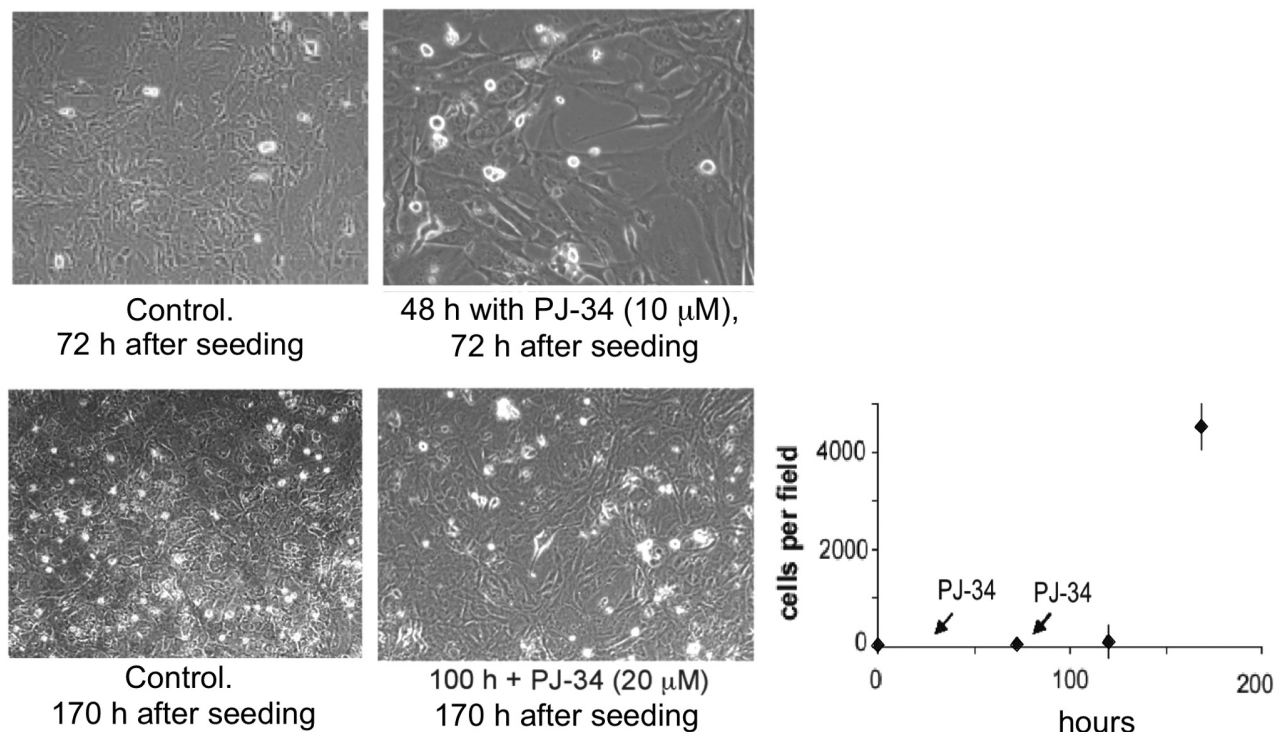 Control.
72 h after seeding
48 h with PJ-34 (10 μM),
72 h after seeding
Control.
170 h after seeding
100 h + PJ-34 (20 μM)
170 h after seeding
cells per field
4000
2000
0
PJ-34
PJ-34
0
100
200
hours